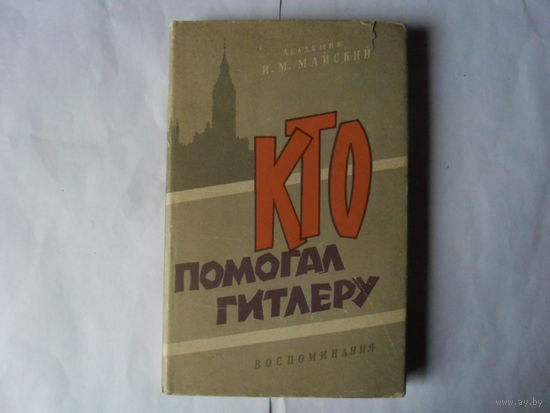 Академик
И. М. МАЙСКИЙ
КТО
ПОМОГАЛ
ГИТЛЕРУ
ВОСПОМИНАНИЯ
www.ay.by